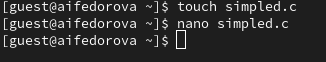 [guest@aifedorova ~]$ touch simpled.c
[guest@aifedorova ~]$ nano simpled.c
[guest@aifedorova ~]$